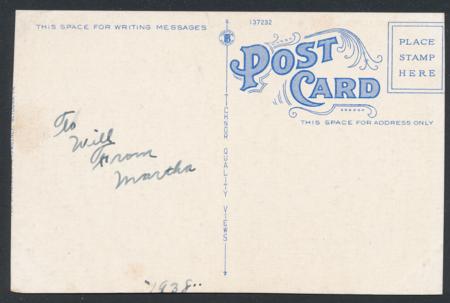 THIS SPACE FOR WRITING MESSAGES
137232
POST
CARD
PLACE
STAMP
HERE
THIS SPACE FOR ADDRESS ONLY
TICHNOR QUALITY VIEWS
To
Will
From
Martha
1938